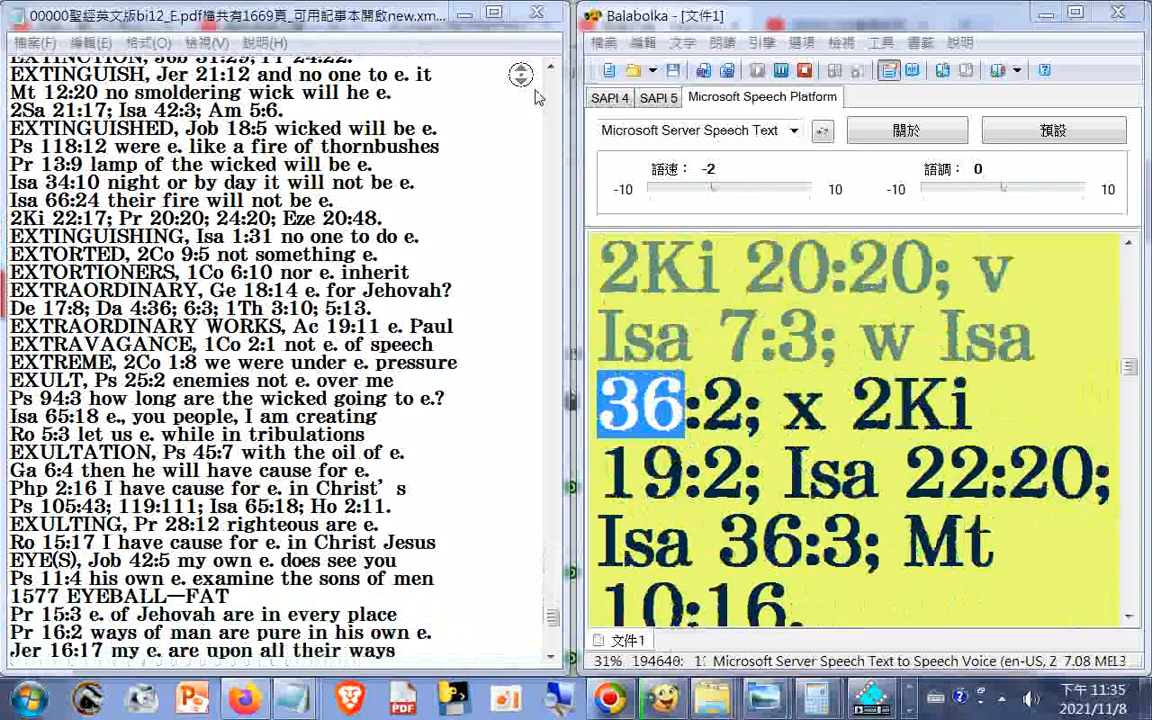 00000聖經英文版bi12_E.pdf檔共有1669頁_可用記事本開啟new.xm...
檔案(F) 編輯(E) 格式(O) 檢視(V) 說明(H)
EXTINCTION, Job 31:29; Pr 24:22.
EXTINGUISH, Jer 21:12 and no one to e. it
Mt 12:20 no smoldering wick will he e.
2Sa 21:17; Isa 42:3; Am 5:6.
EXTINGUISHED, Job 18:5 wicked will be e.
Ps 118:12 were e. like a fire of thornbushes
Pr 13:9 lamp of the wicked will be e.
Isa 34:10 night or by day it will not be e.
Isa 66:24 their fire will not be e.
2Ki 22:17; Pr 20:20; 24:20; Eze 20:48.
EXTINGUISHING, Isa 1:31 no one to do e.
EXTORTED, 2Co 9:5 not something e.
EXTORTIONERS, 1Co 6:10 nor e. inherit
EXTRAORDINARY, Ge 18:14 e. for Jehovah?
De 17:8; Da 4:36; 6:3; 1Th 3:10; 5:13.
EXTRAORDINARY WORKS, Ac 19:11 e. Paul
EXTRAVAGANCE, 1Co 2:1 not e. of speech
EXTREME, 2Co 1:8 we were under e. pressure
EXULT, Ps 25:2 enemies not e. over me
Ps 94:3 how long are the wicked going to e.?
Isa 65:18 e., you people, I am creating
Ro 5:3 let us e. while in tribulations
EXULTATION, Ps 45:7 with the oil of e.
Ga 6:4 then he will have cause for e.
Php 2:16 I have cause for e. in Christ's
Ps 105:43; 119:111; Isa 65:18; Ho 2:11.
EXULTING, Pr 28:12 righteous are e.
Ro 15:17 I have cause for e. in Christ Jesus
EYE(S), Job 42:5 my own e. does see you
Ps 11:4 his own e. examine the sons of men
1577 EYEBALL—FAT
Pr 15:3 e. of Jehovah are in every place
Pr 16:2 ways of man are pure in his own e.
Jer 16:17 my e. are upon all their ways
Balabolka - [文件1]
檔案 編輯 文字 朗讀 引擎 選項 檢視 工具 書籤 說明
SAPI 4 SAPI 5 Microsoft Speech Platform
Microsoft Server Speech Text 關於 預設
語速： -2 語調： 0
-10 10 -10 10
2Ki 20:20; v
Isa 7:3; w Isa
36:2; x 2Ki
19:2; Isa 22:20;
Isa 36:3; Mt
10:16.
文件1
31% 194640: Microsoft Server Speech Text to Speech Voice (en-US, 7.08 MB
PDF
下午 11:35
2021/11/8